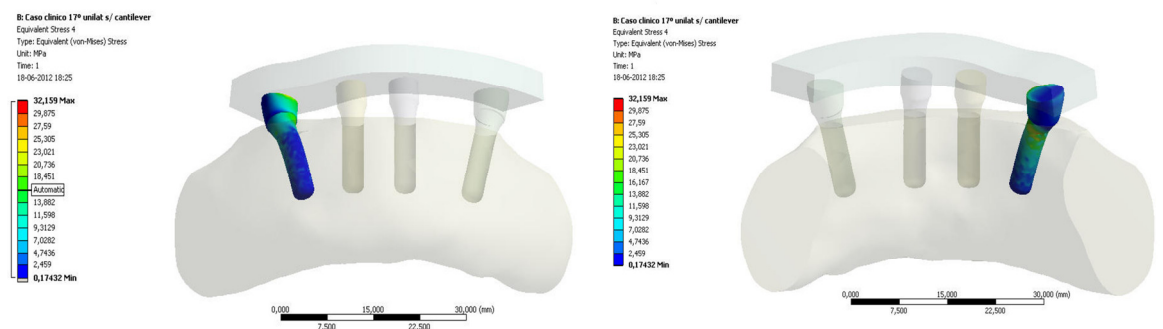 B: Caso clinico 17º unilat s/ cantilever
Equivalent Stress 4
Type: Equivalent (von-Mises) Stress
Unit: MPa
Time: 1
18-06-2012 18:25
32,159 Max
29,875
27,59
25,305
23,021
20,736
18,451
Automatic
13,882
11,598
9,3129
7,0282
4,7436
2,459
0,17432 Min
0,000 15,000 30,000 (mm)
7,500 22,500
B: Caso clinico 17º unilat s/ cantilever
Equivalent Stress 4
Type: Equivalent (von-Mises) Stress
Unit: MPa
Time: 1
18-06-2012 18:25
32,159 Max
29,875
27,59
25,305
23,021
20,736
18,451
16,167
13,882
11,598
9,3129
7,0282
4,7436
2,459
0,17432 Min
0,000 15,000 30,000 (mm)
7,500 22,500